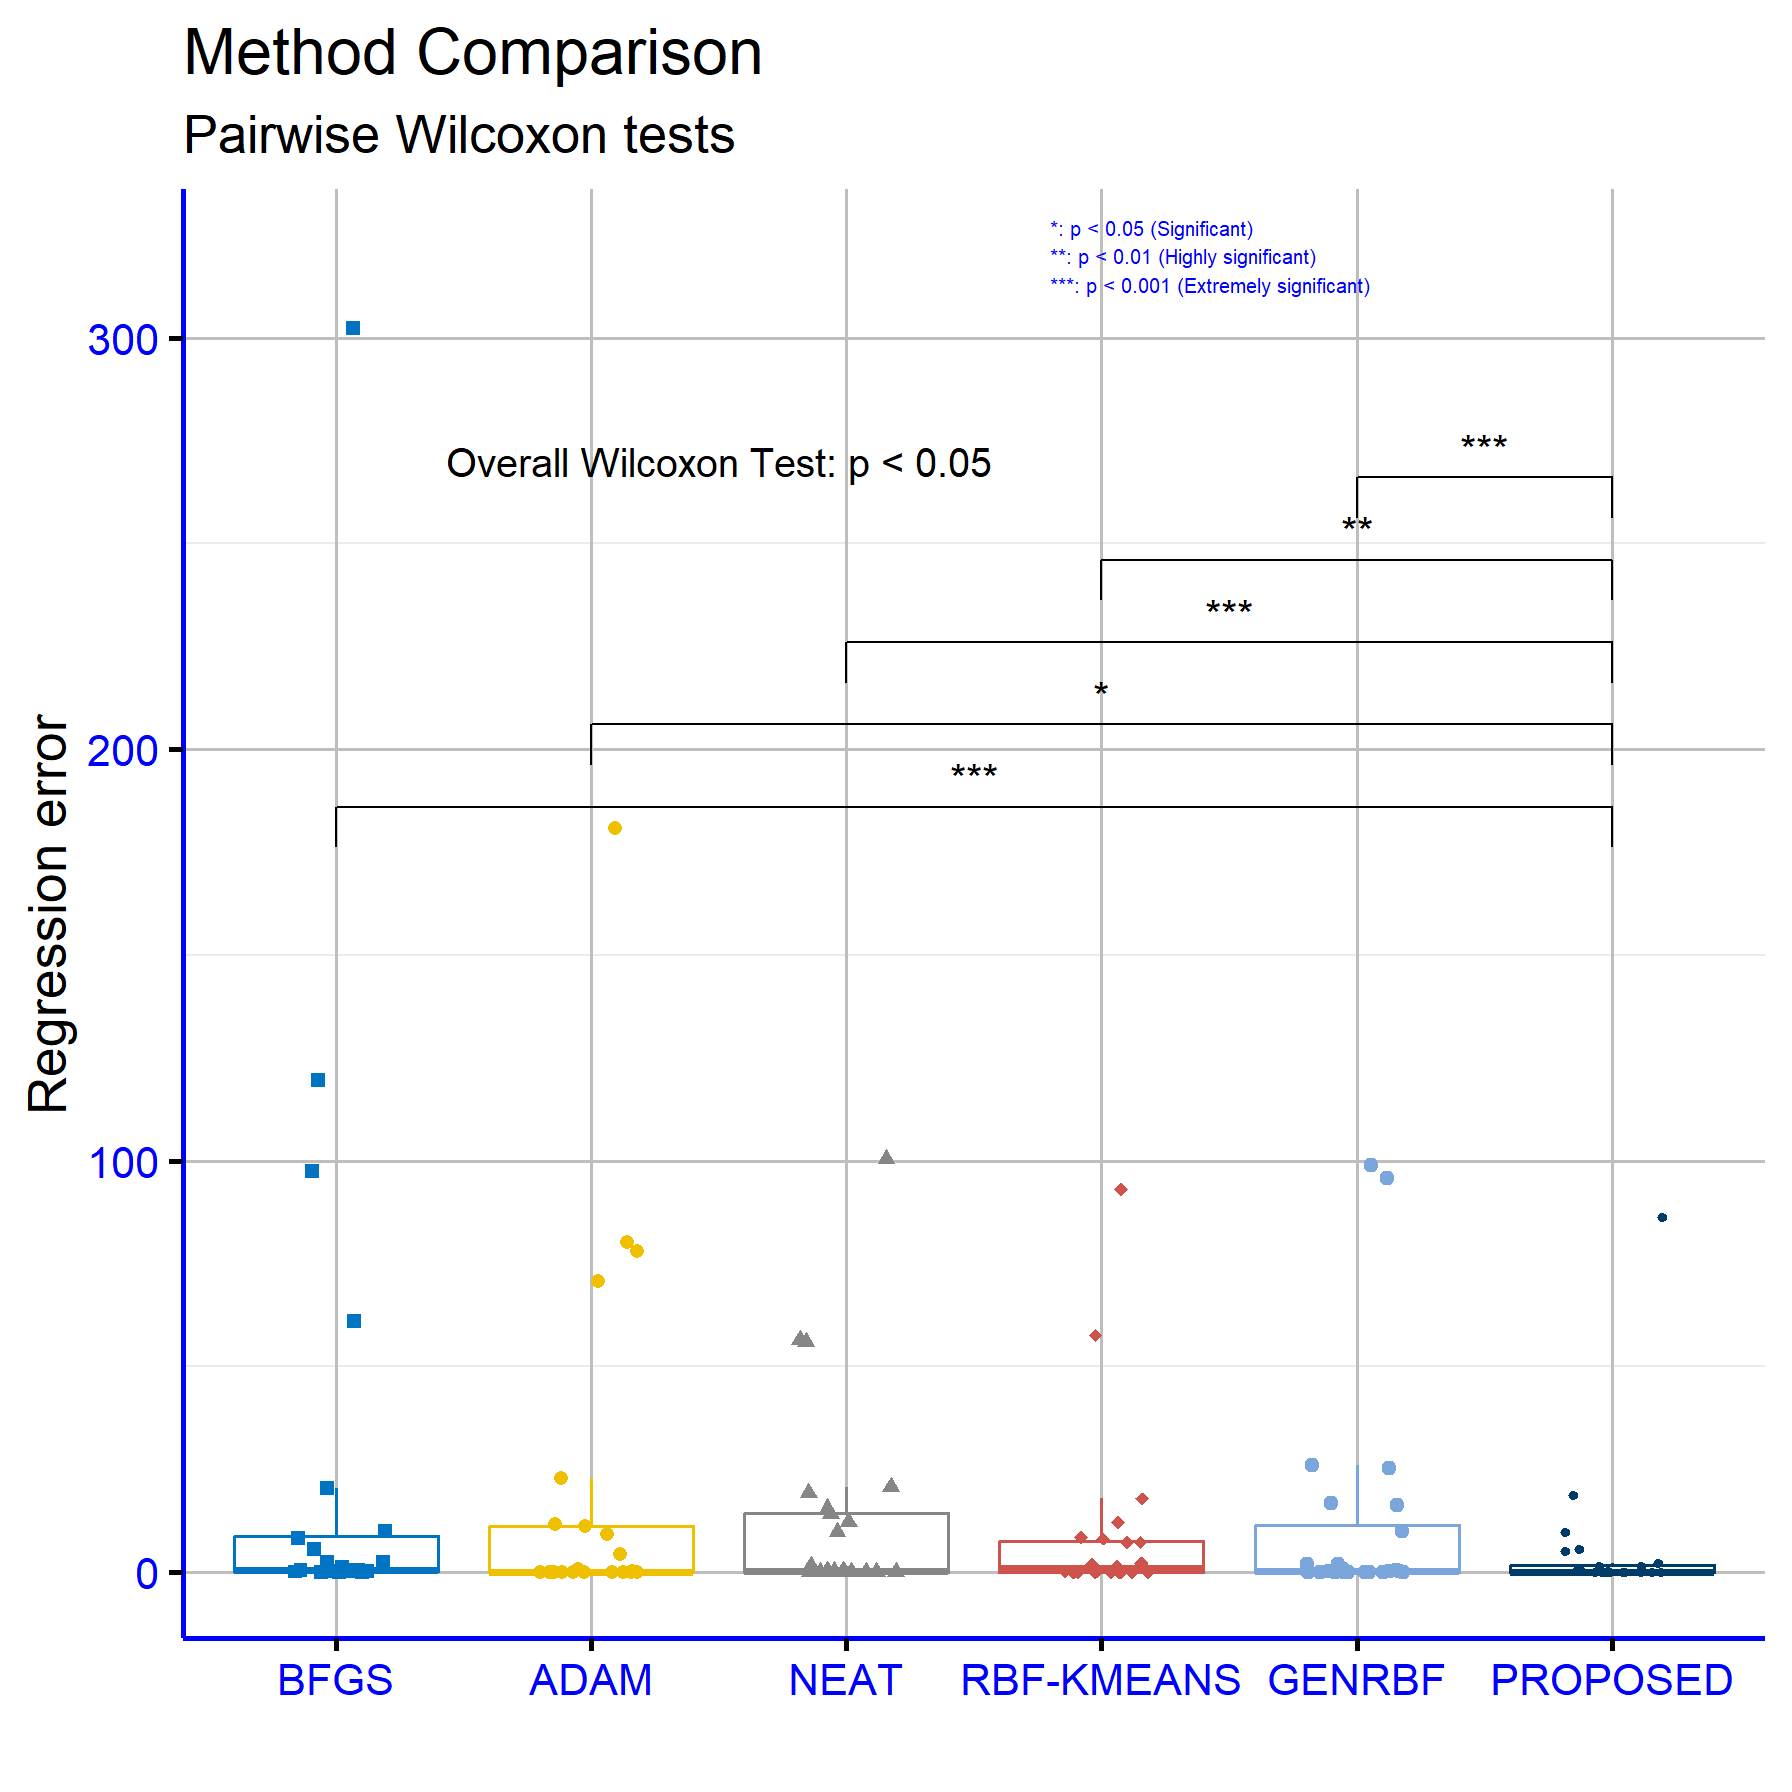 Method Comparison
Pairwise Wilcoxon tests
*: p < 0.05 (Significant)
**: p < 0.01 (Highly significant)
***: p < 0.001 (Extremely significant)
300
Overall Wilcoxon Test: p < 0.05
***
**
***
*
200
***
Regression error
100
0
BFGS ADAM NEAT RBF-KMEANS GENRBF PROPOSED